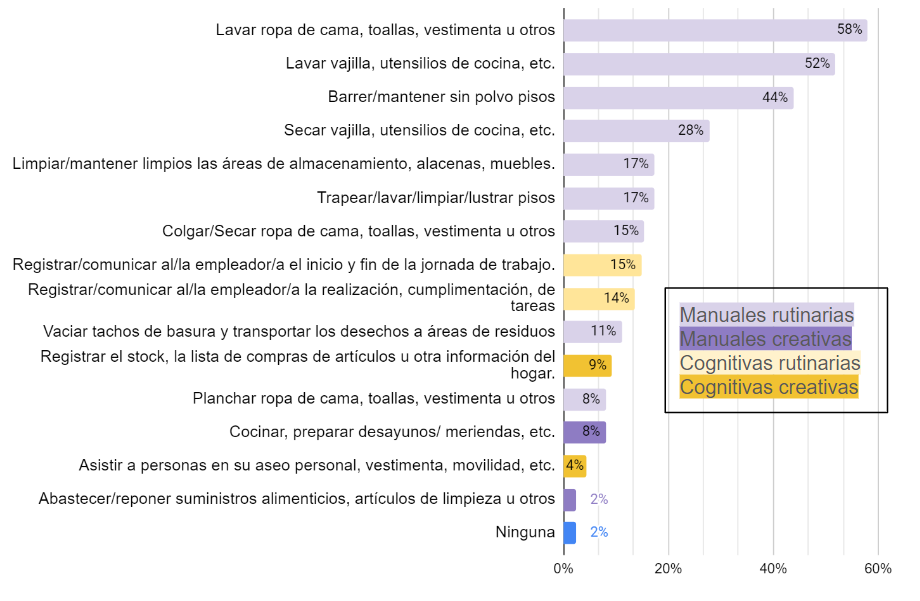 Lavar ropa de cama, toallas, vestimenta u otros 58%
Lavar vajilla, utensilios de cocina, etc. 52%
Barrer/mantener sin polvo pisos 44%
Secar vajilla, utensilios de cocina, etc. 28%
Limpiar/mantener limpios las áreas de almacenamiento, alacenas, muebles. 17%
Trapear/lavar/limpiar/lustrar pisos 17%
Colgar/Secar ropa de cama, toallas, vestimenta u otros 15%
Registrar/comunicar al/la empleador/a el inicio y fin de la jornada de trabajo. 15%
Registrar/comunicar al/la empleador/a la realización, cumplimentación, de
tareas 14%
Vaciar tachos de basura y transportar los desechos a áreas de residuos 11%
Registrar el stock, la lista de compras de artículos u otra información del
hogar. 9%
Planchar ropa de cama, toallas, vestimenta u otros 8%
Cocinar, preparar desayunos/ meriendas, etc. 8%
Asistir a personas en su aseo personal, vestimenta, movilidad, etc. 4%
Abastecer/reponer suministros alimenticios, artículos de limpieza u otros 2%
Ninguna 2%
0% 20% 40% 60%
Manuales rutinarias
Manuales creativas
Cognitivas rutinarias
Cognitivas creativas